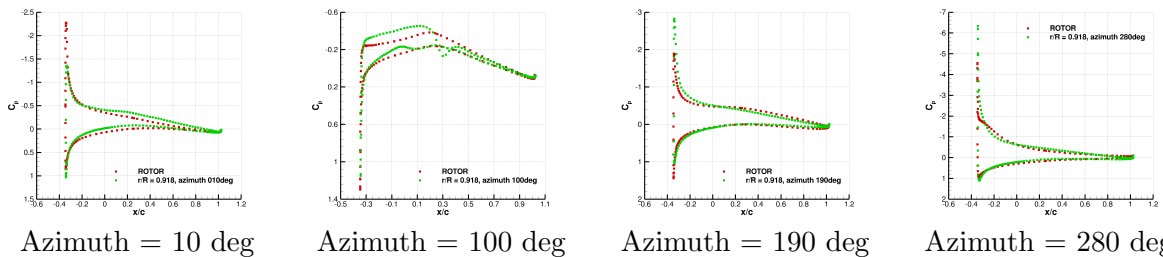 -3
-2.5
-2
-1.5
-1
-0.5
0
0.5
1
1.5
Cp
-0.6 -0.4 -0.2 0 0.2 0.4 0.6 0.8 1 1.2
x/c
ROTOR
r/R = 0.918, azimuth 010deg
Azimuth = 10 deg
-0.6
-0.2
0.2
0.6
1
1.4
Cp
-0.6 -0.3 -0.1 0.1 0.3 0.5 0.7 0.9 1.1
x/c
ROTOR
r/R = 0.918, azimuth 100deg
Azimuth = 100 deg
-3
-2
-1
0
1
2
Cp
-0.6 -0.4 -0.2 0 0.2 0.4 0.6 0.8 1 1.2
x/c
ROTOR
r/R = 0.918, azimuth 190deg
Azimuth = 190 deg
-7
-6
-5
-4
-3
-2
-1
0
1
2
Cp
-0.6 -0.4 -0.2 0 0.2 0.4 0.6 0.8 1 1.2
x/c
ROTOR
r/R = 0.918, azimuth 280deg
Azimuth = 280 deg